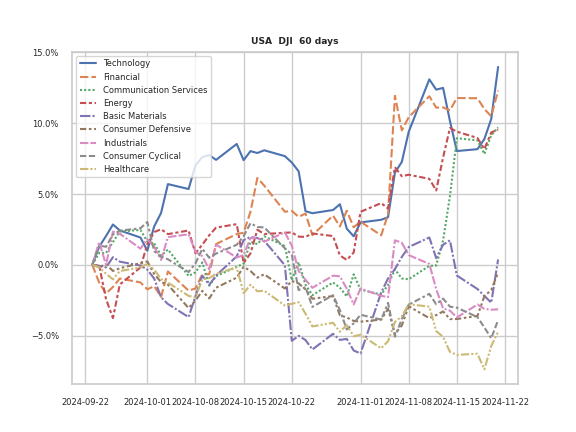 USA DJI 60 days
15.0%
10.0%
5.0%
0.0%
−5.0%
Technology
Financial
Communication Services
Energy
Basic Materials
Consumer Defensive
Industrials
Consumer Cyclical
Healthcare
2024-09-22 2024-10-01 2024-10-08 2024-10-15 2024-10-22 2024-11-01 2024-11-08 2024-11-15 2024-11-22